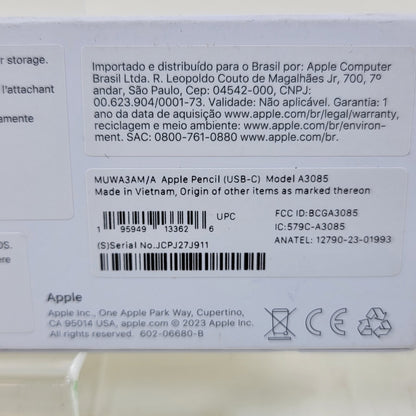 r storage.
l'attachant
amente
OS.
ere
Importado e distribuído para o Brasil por: Apple Computer
Brasil Ltda. R. Leopoldo Couto de Magalhães Jr, 700, 7º
andar, São Paulo, Cep: 04542-000, CNPJ:
00.623.904/0001-73. Validade: Não aplicável. Garantia: 1
ano da data de aquisição www.apple.com/br/legal/warranty,
reciclagem e meio ambiente: www.apple.com/br/environ-
ment. SAC: 0800-761-0880 www.apple.com/br.
MUWA3AM/A Apple Pencil (USB-C) Model A3085
Made in Vietnam, Origin of other items as marked thereon
1 95949 13362 6 UPC
FCC ID:BCGA3085
IC:579C-A3085
ANATEL: 12790-23-01993
(S)Serial No.JCPJ27J911
Apple
Apple Inc., One Apple Park Way, Cupertino,
CA 95014 USA. apple.com © 2023 Apple Inc.
All rights reserved. 602-06680-B